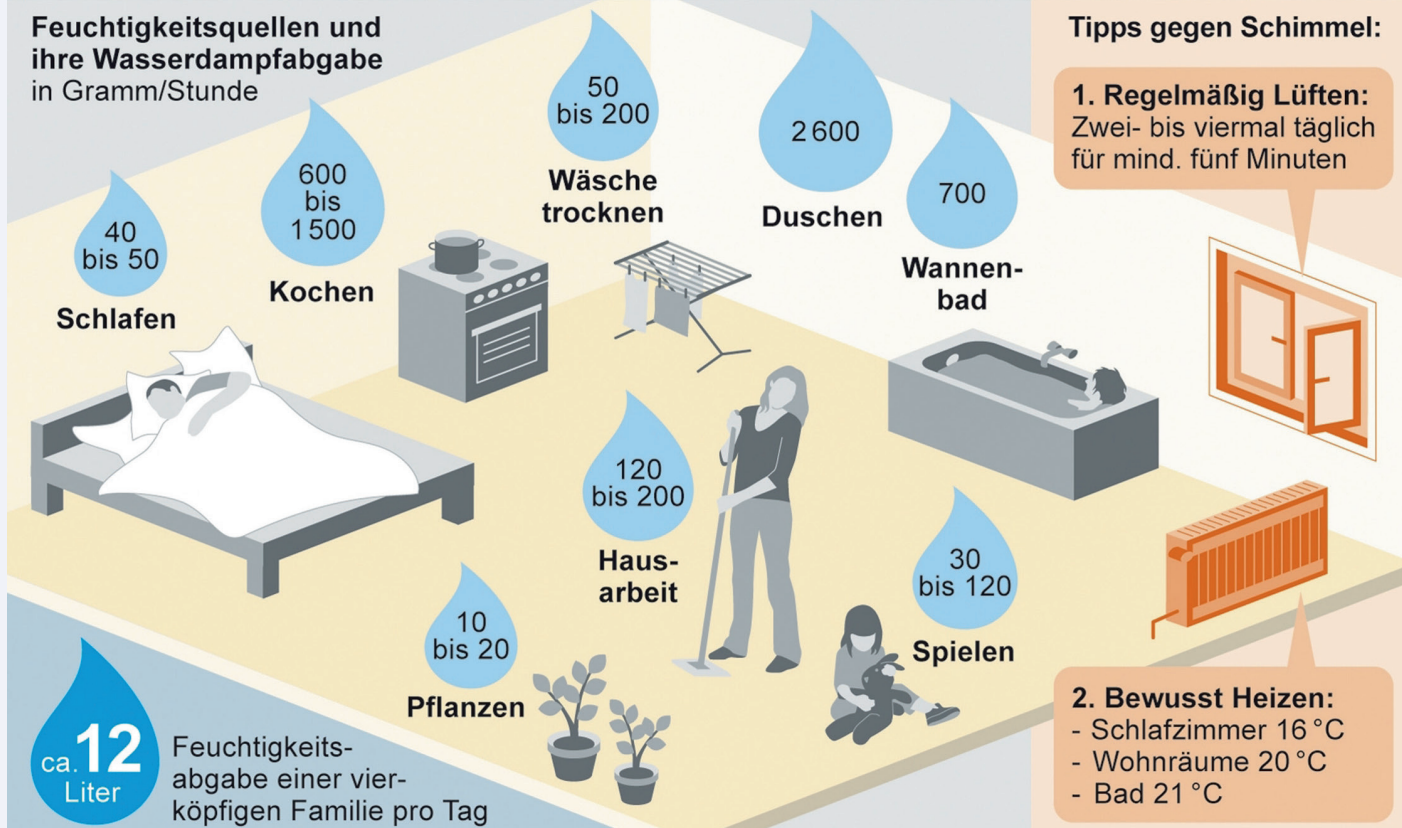 Feuchtigkeitsquellen und
ihre Wasserdampfabgabe
in Gramm/Stunde
40
bis 50
Schlafen
600
bis
1 500
Kochen
50
bis 200
Wäsche
trocknen
2 600
Duschen
700
Wannen-
bad
120
bis 200
Haus-
arbeit
30
bis 120
Spielen
10
bis 20
Pflanzen
ca. 12
Liter
Feuchtigkeits-
abgabe einer vier-
köpfigen Familie pro Tag
Tipps gegen Schimmel:
1. Regelmäßig Lüften:
Zwei- bis viermal täglich
für mind. fünf Minuten
2. Bewusst Heizen:
- Schlafzimmer 16 °C
- Wohnräume 20 °C
- Bad 21 °C